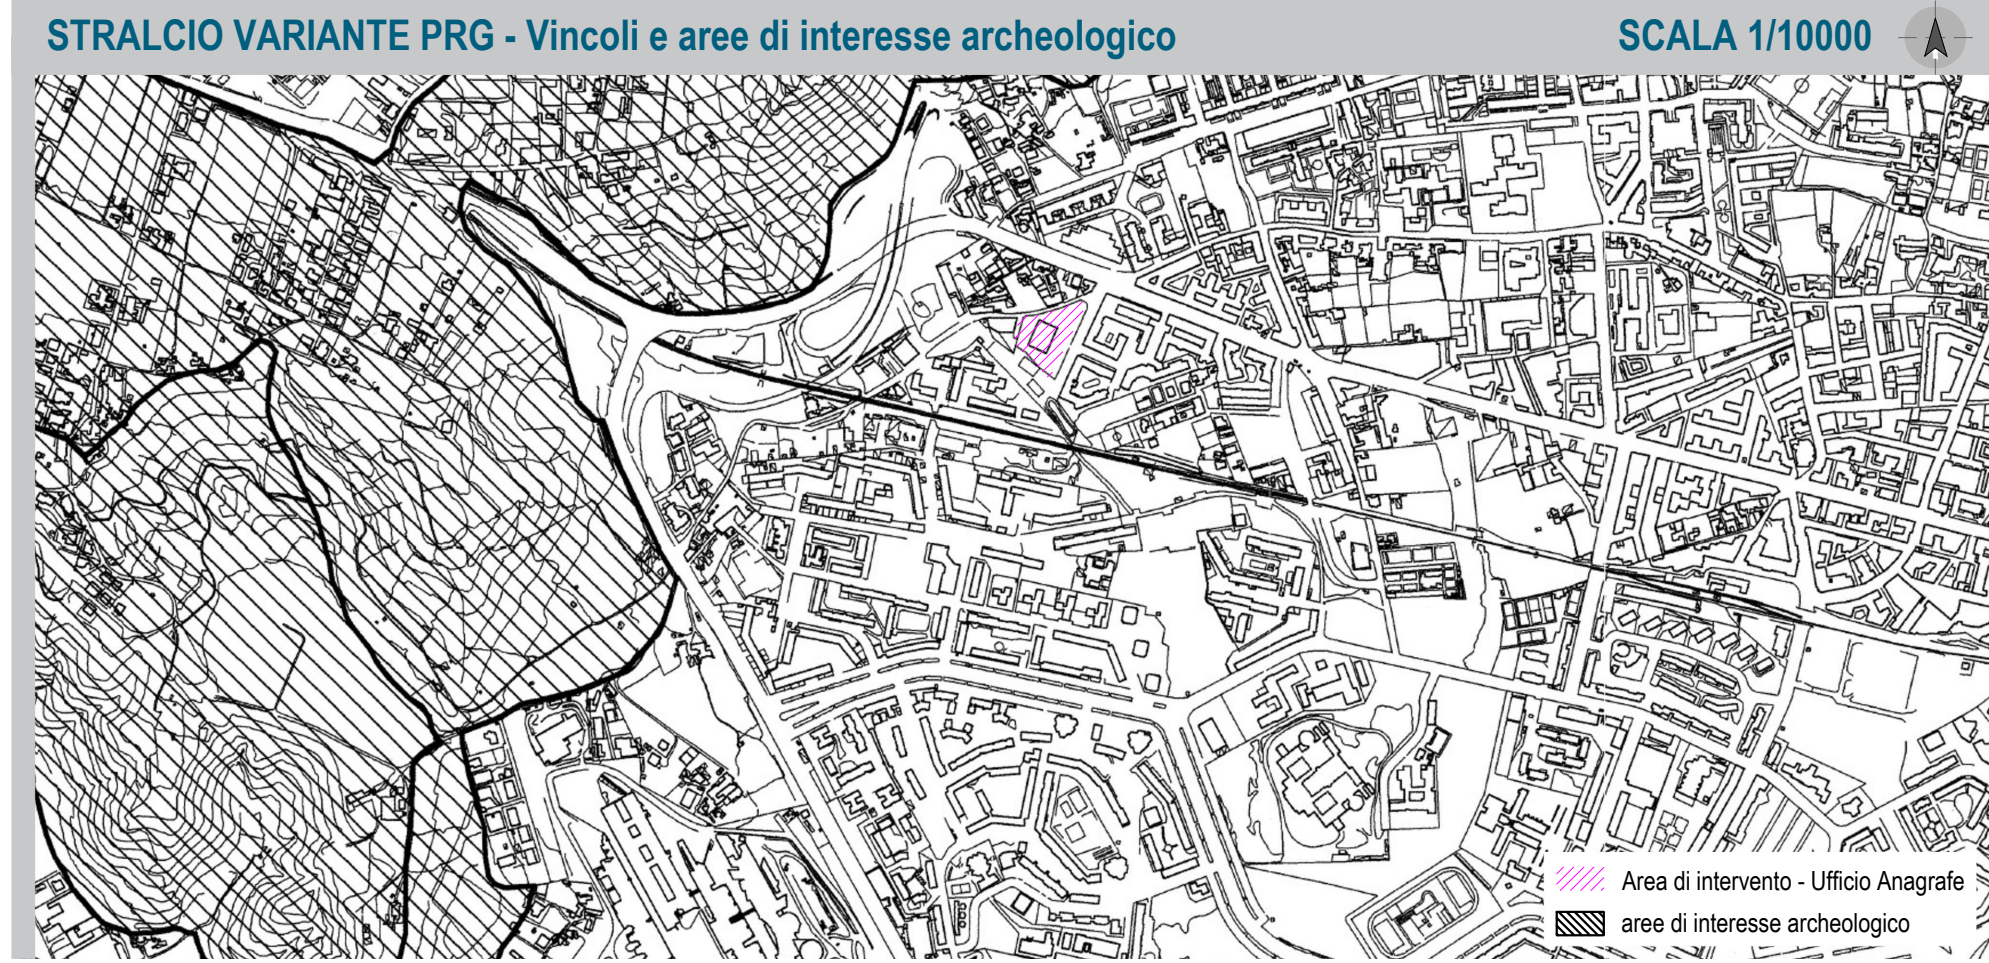 STRALCIO VARIANTE PRG - Vincoli e aree di interesse archeologico
SCALA 1/10000
Area di intervento - Ufficio Anagrafe
aree di interesse archeologico